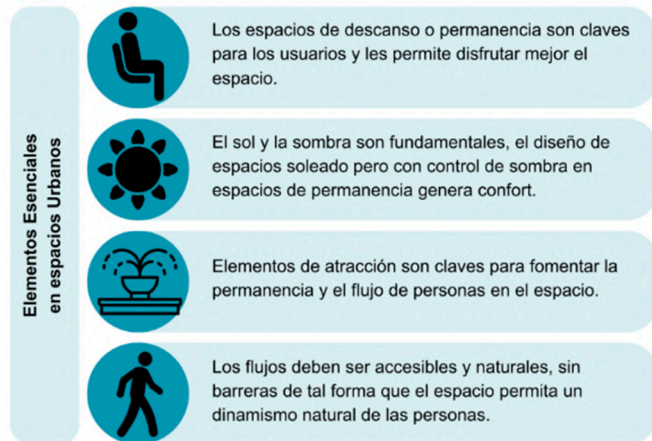 Elementos Esenciales
en espacios Urbanos
Los espacios de descanso o permanencia son claves
para los usuarios y les permite disfrutar mejor el
espacio.
El sol y la sombra son fundamentales, el diseño de
espacios soleado pero con control de sombra en
espacios de permanencia genera confort.
Elementos de atracción son claves para fomentar la
permanencia y el flujo de personas en el espacio.
Los flujos deben ser accesibles y naturales, sin
barreras de tal forma que el espacio permita un
dinamismo natural de las personas.